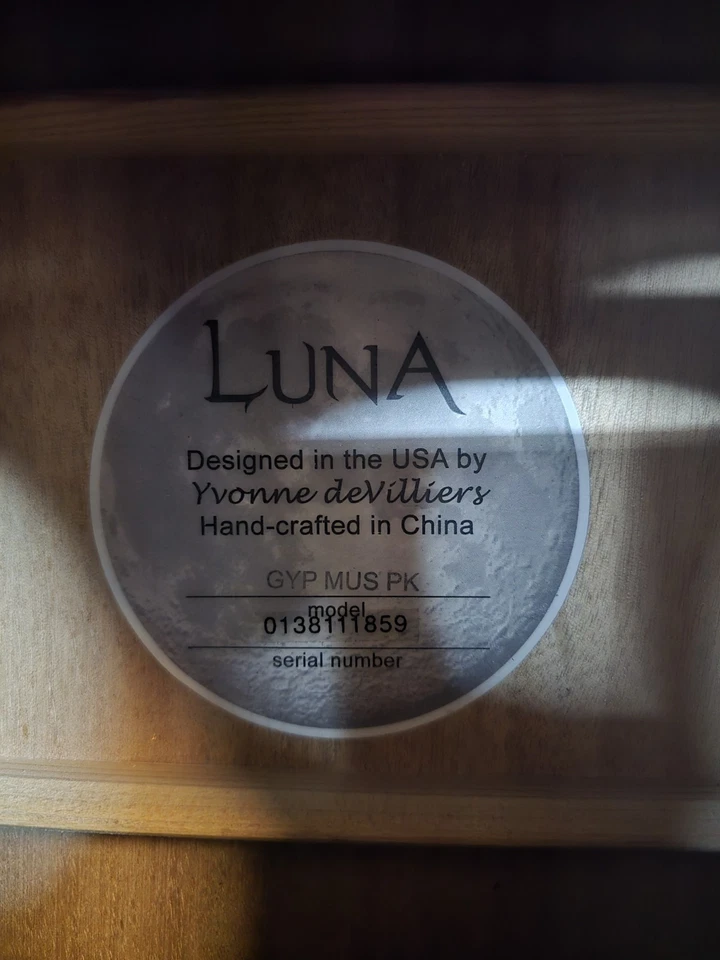 LUNA
Designed in the USA by
Yvonne deVilliers
Hand-crafted in China
GYP MUS PK
model
0138111859
serial number